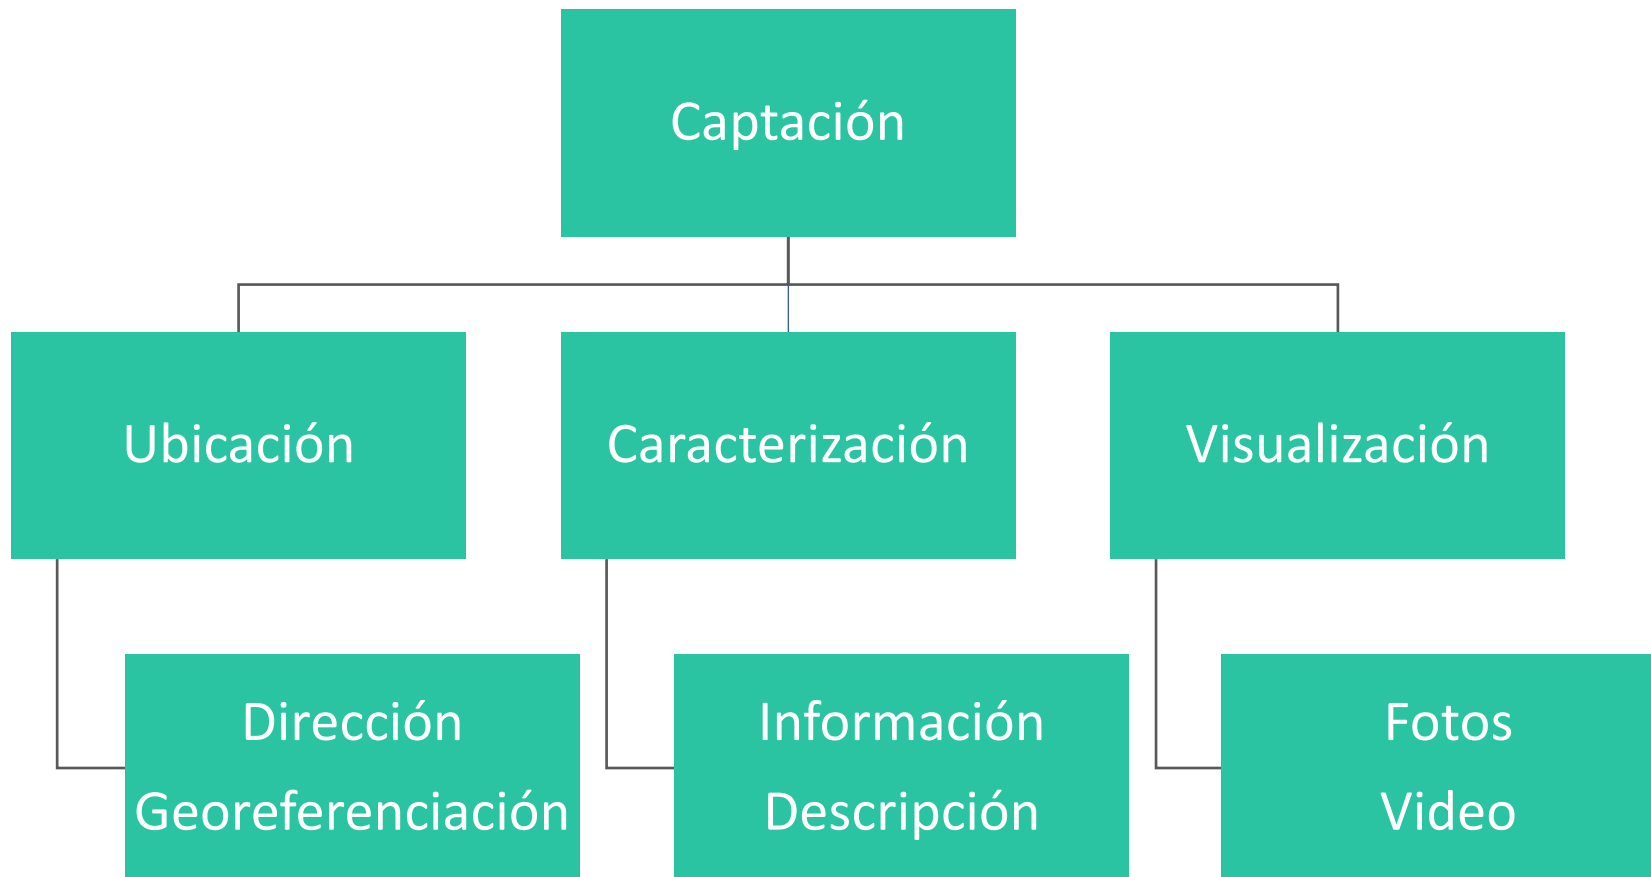 Captación
Ubicación
Caracterización
Visualización
Dirección
Georeferenciación
Información
Descripción
Fotos
Video